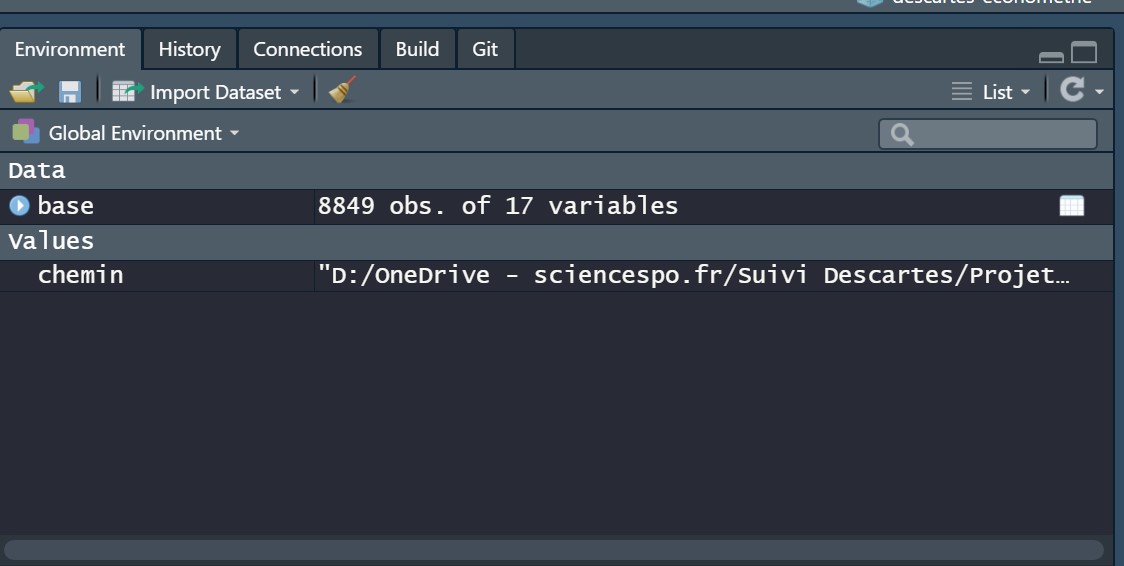 Environment History Connections Build Git
Import Dataset List
Global Environment
Data
base 8849 obs. of 17 variables
Values
chemin "D:/OneDrive - sciencespo.fr/Suivi Descartes/Projet…